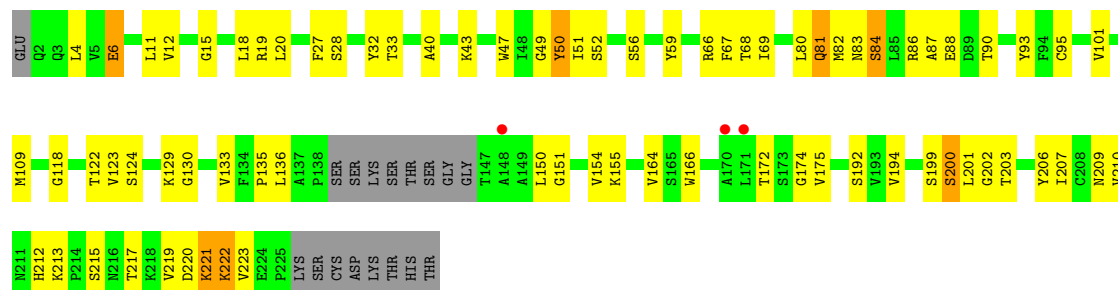 GLU Q2 Q3 L4 V5 E6 L11 V12 G15 L18 R19 L20 F27 S28 Y32 T33 A40 K43 W47 I48 G49 Y50 I51 S52 S56 Y59 R66 F67 T68 I69 L80 Q81 M82 N83 S84 L85 R86 A87 E88 D89 T90 Y93 F94 C95 V101
M109 G118 T122 V123 S124 K129 G130 V133 F134 P135 L136 A137 P138 SER SER LYS SER THR SER GLY GLY T147 A148 A149 L150 G151 V154 K155 V164 S165 W166 A170 L171 T172 S173 G174 V175 S192 V193 V194 S199 S200 L201 G202 T203 Y206 I207 C208 N209 V210
N211 H212 K213 P214 S215 N216 T217 K218 V219 D220 K221 K222 V223 E224 P225 LYS SER CYS ASP LYS THR HIS THR